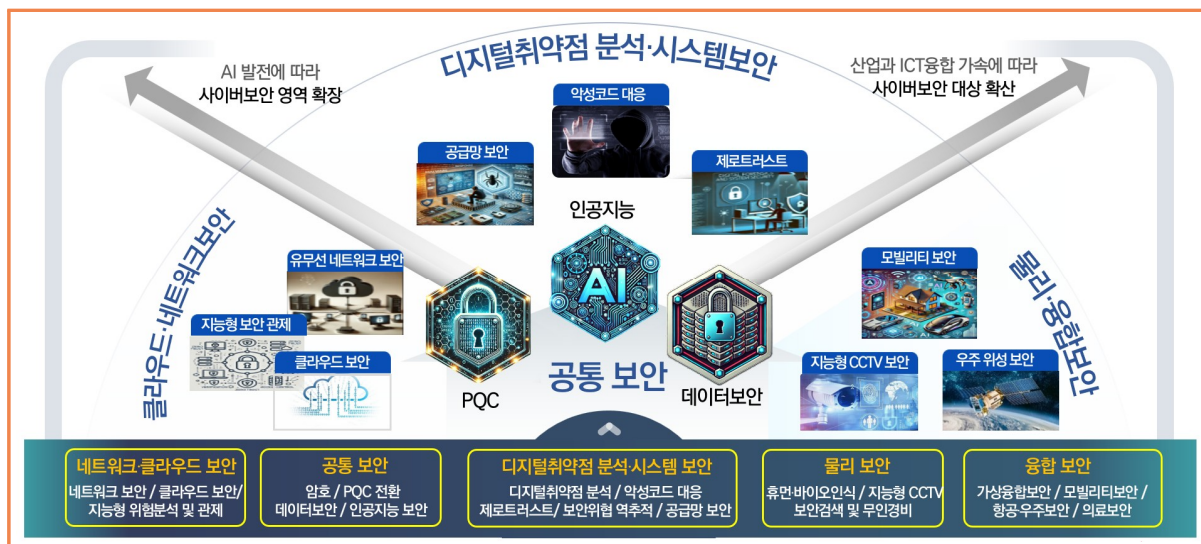 디지털취약점 분석·시스템보안
AI 발전에 따라
사이버보안 영역 확장
산업과 ICT융합 가속에 따라
사이버보안 대상 확산
악성코드 대응
공급망 보안
제로트러스트
인공지능
AI
클라우드·네트워크보안
물리·융합보안
유무선 네트워크 보안
모빌리티 보안
지능형 보안 관제
클라우드 보안
지능형 CCTV 보안
우주 위성 보안
PQC
공통 보안
데이터보안
네트워크·클라우드 보안
네트워크 보안 / 클라우드 보안/
지능형 위험분석 및 관제
공통 보안
암호 / PQC 전환
데이터보안 / 인공지능 보안
디지털취약점 분석·시스템 보안
디지털취약점 분석 / 악성코드 대응
제로트러스트/ 보안위협 역추적 / 공급망 보안
물리 보안
휴먼·바이오인식 / 지능형 CCTV
보안검색 및 무인경비
융합 보안
가상융합보안 / 모빌리티보안 /
항공·우주보안 / 의료보안